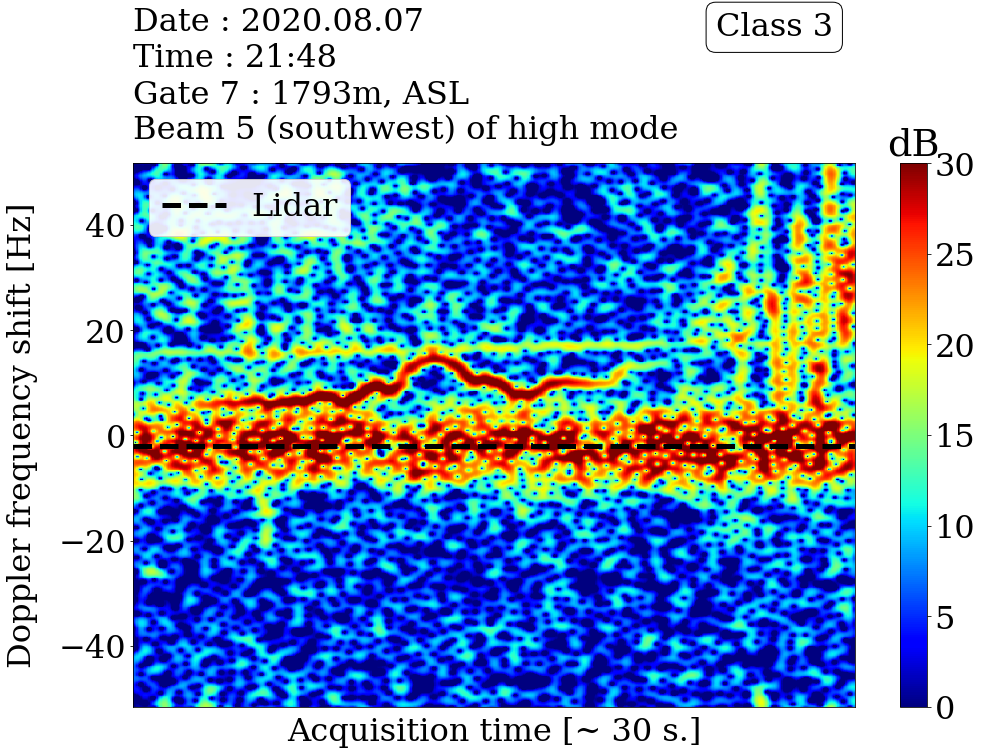 Date : 2020.08.07
Time : 21:48
Gate 7 : 1793m, ASL
Beam 5 (southwest) of high mode
Class 3
dB
Lidar
Doppler frequency shift [Hz]
40
20
0
−20
−40
30
25
20
15
10
5
0
Acquisition time [~ 30 s.]